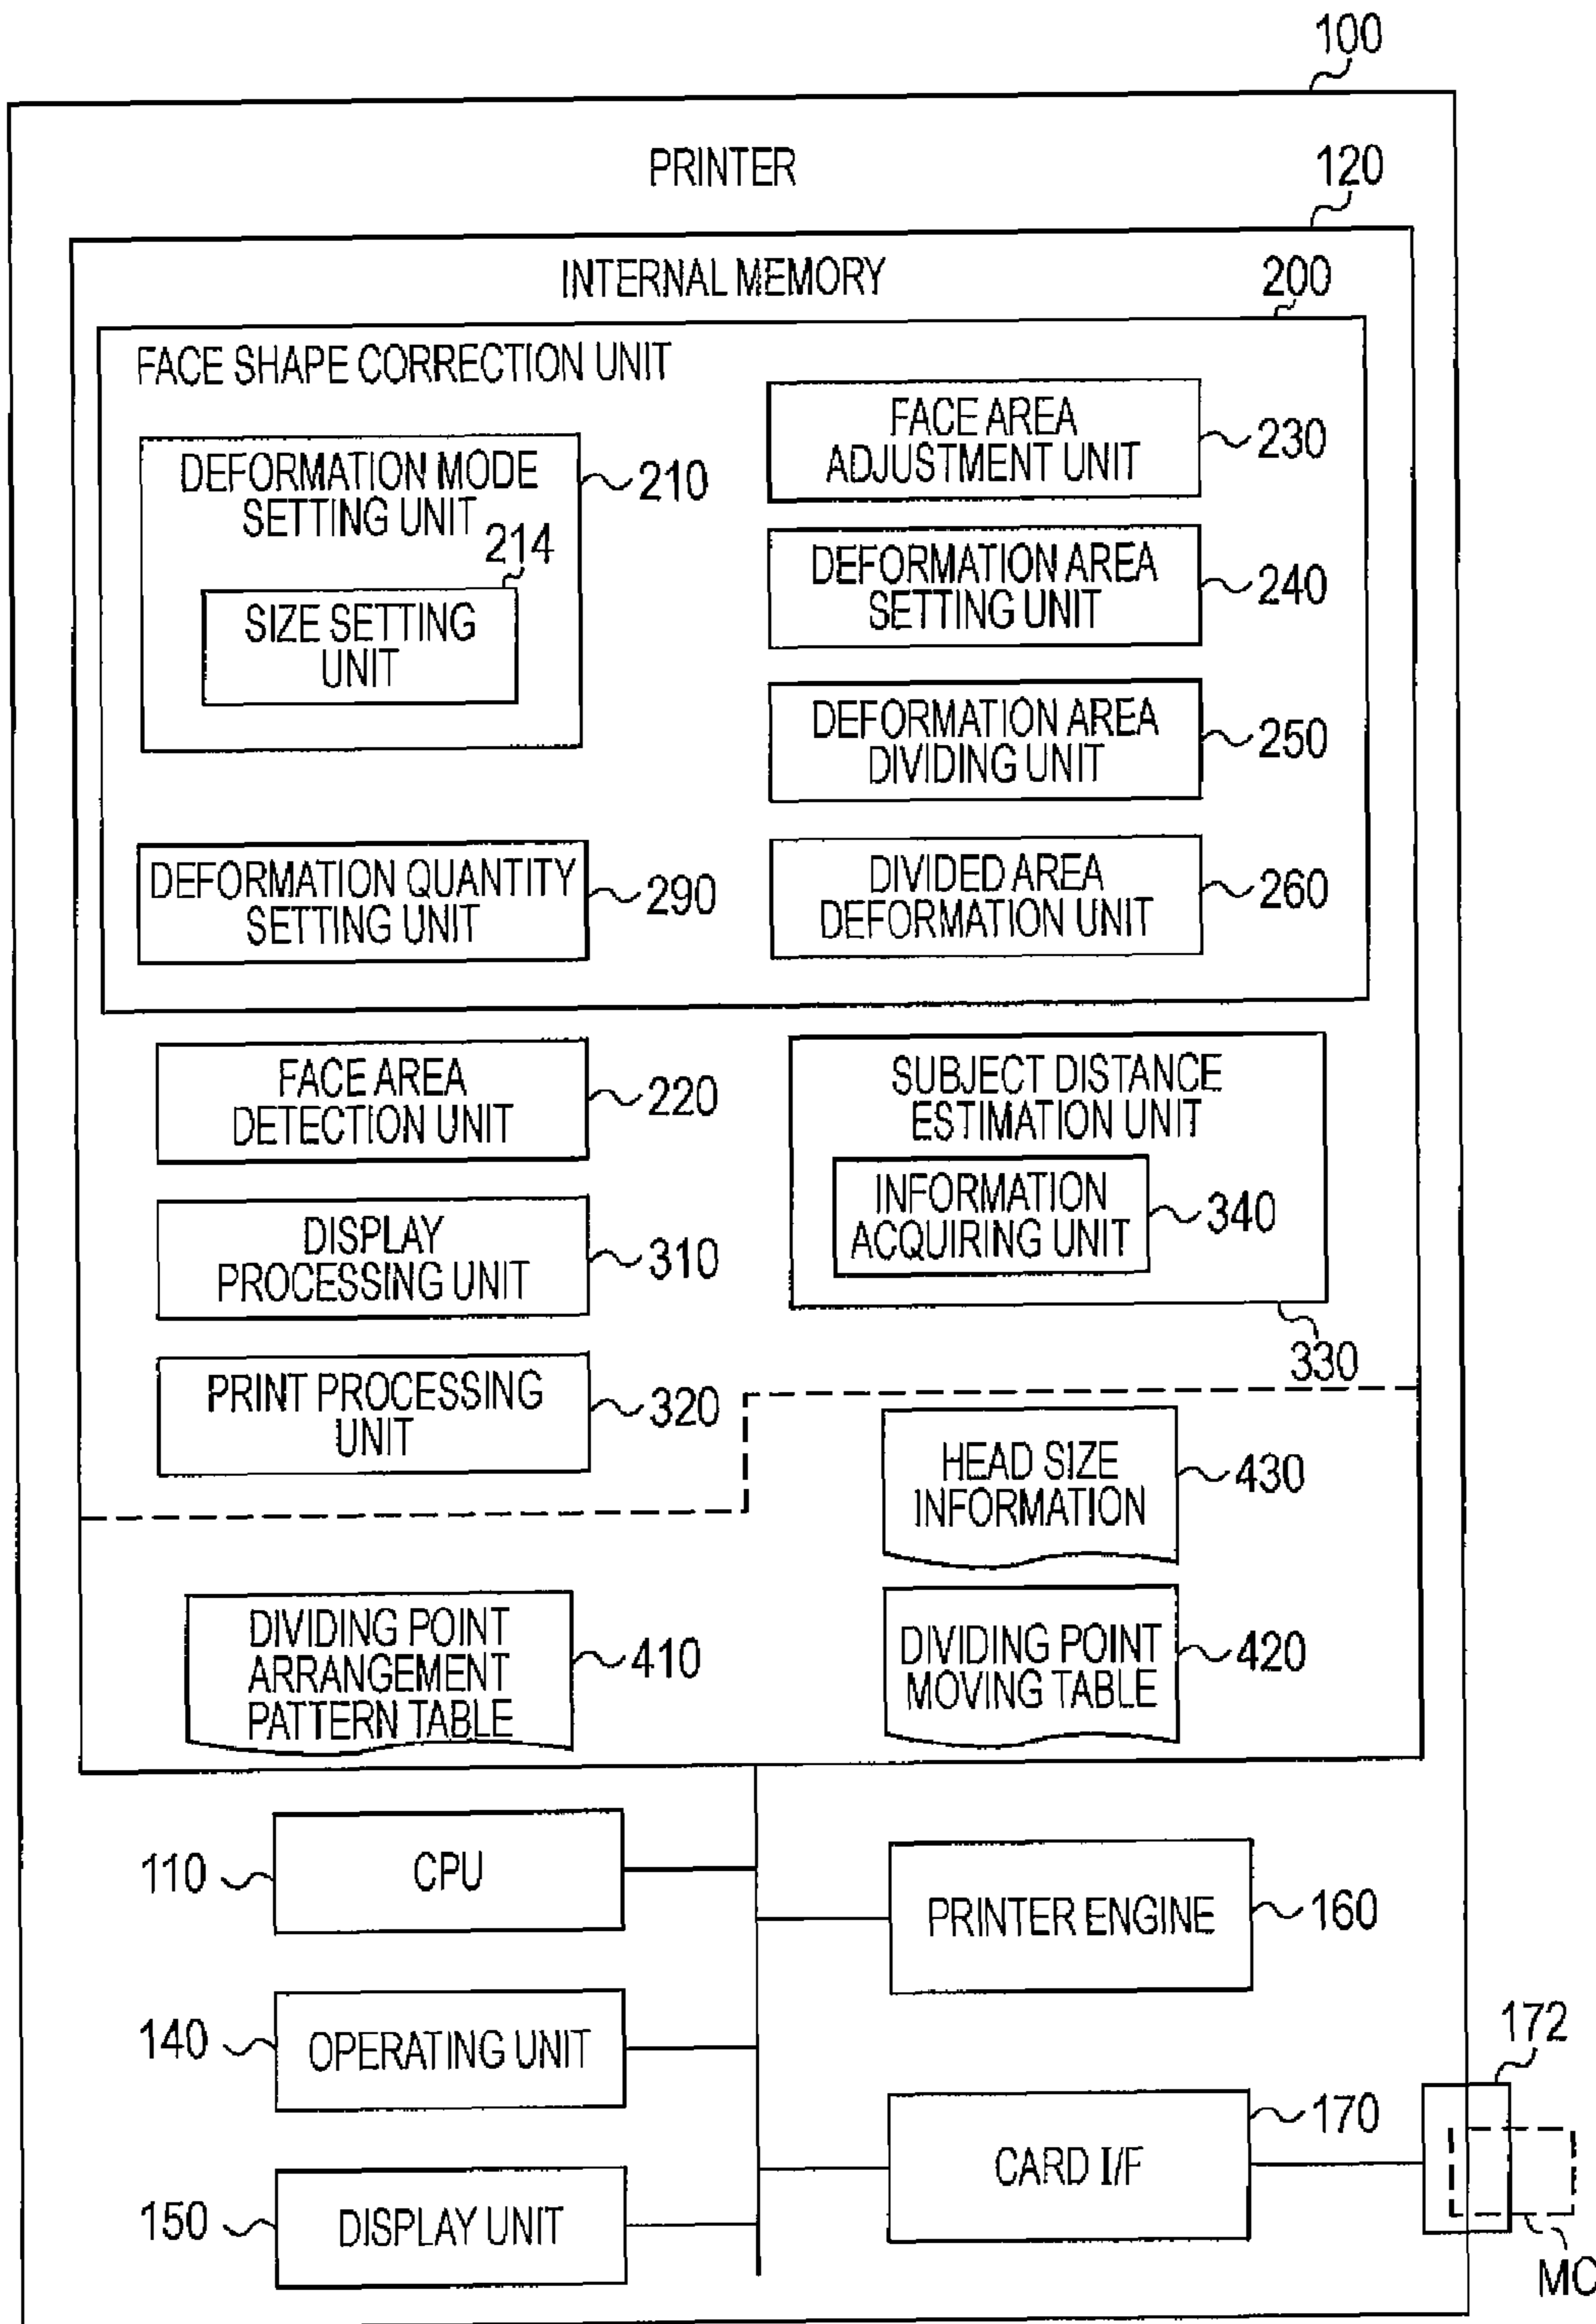 100
PRINTER
120
INTERNAL MEMORY
200
FACE SHAPE CORRECTION UNIT
DEFORMATION MODE
SETTING UNIT
210
214
SIZE SETTING
UNIT
FACE AREA
ADJUSTMENT UNIT
230
DEFORMATION AREA
SETTING UNIT
240
DEFORMATION AREA
DIVIDING UNIT
250
DEFORMATION QUANTITY
SETTING UNIT
290
DIVIDED AREA
DEFORMATION UNIT
260
FACE AREA
DETECTION UNIT
220
SUBJECT DISTANCE
ESTIMATION UNIT
INFORMATION
ACQUIRING UNIT
340
330
DISPLAY
PROCESSING UNIT
310
PRINT PROCESSING
UNIT
320
HEAD SIZE
INFORMATION
430
DIVIDING POINT
ARRANGEMENT
PATTERN TABLE
410
DIVIDING POINT
MOVING TABLE
420
110
CPU
PRINTER ENGINE
160
140
OPERATING UNIT
172
170
CARD I/F
150
DISPLAY UNIT
MC